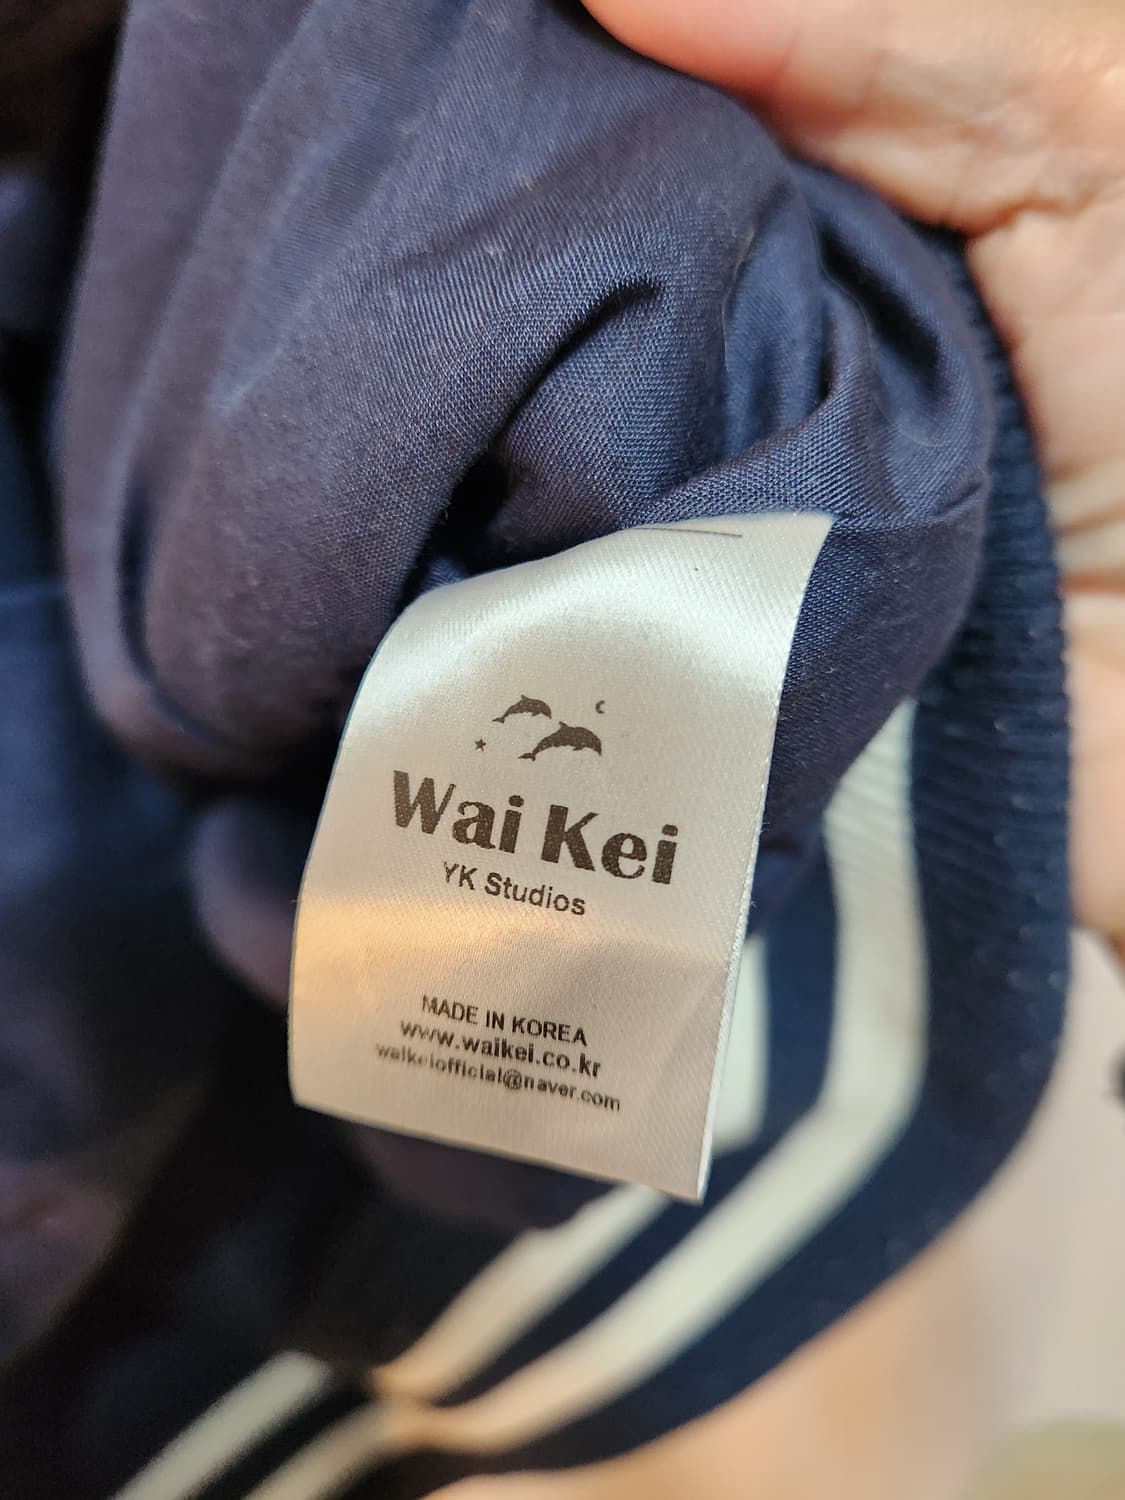 Wai Kei
YK Studios
MADE IN KOREA
www.waikei.co.kr
waikeiofficial@naver.com